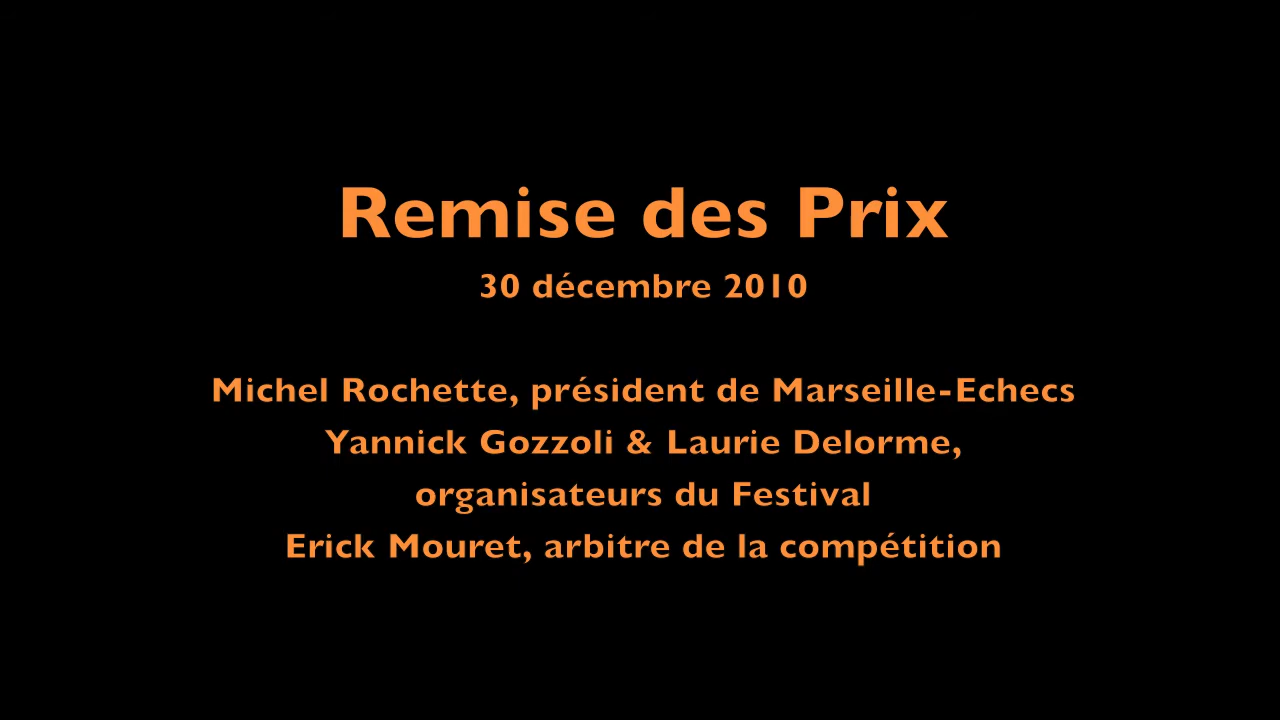 Remise des Prix
30 décembre 2010
Michel Rochette, président de Marseille-Echecs
Yannick Gozzoli & Laurie Delorme,
organisateurs du Festival
Erick Mouret, arbitre de la compétition